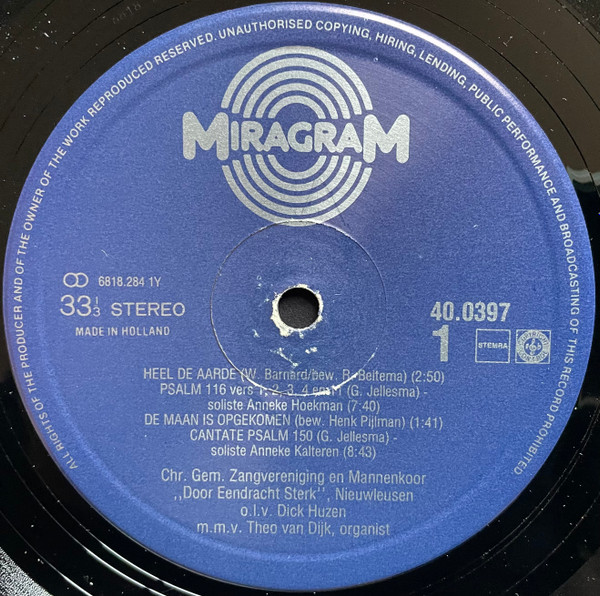 ALL RIGHTS OF THE PRODUCER AND OF THE OWNER OF THE WORK REPRODUCED RESERVED. UNAUTHORISED COPYING, HIRING, LENDING, PUBLIC PERFORMANCE AND BROADCASTING OF THIS RECORD PROHIBITED
MIRAGRAM
6818.284 1Y
33 1/3 STEREO
MADE IN HOLLAND
40.0397
1
STEMRA
HEEL DE AARDE (W. Barnard/bew. R. Beitema) (2:50)
PSALM 116 vers 1, 2, 3, 4 (G. Jellesma) -
soliste Anneke Hoekman (7:40)
DE MAAN IS OPGEKOMEN (bew. Henk Pijlman) (1:41)
CANTATE PSALM 150 (G. Jellesma) -
soliste Anneke Kalteren (8:43)
Chr. Gem. Zangvereniging en Mannenkoor
,,Door Eendracht Sterk'', Nieuwleusen
o.l.v. Dick Huzen
m.m.v. Theo van Dijk, organist